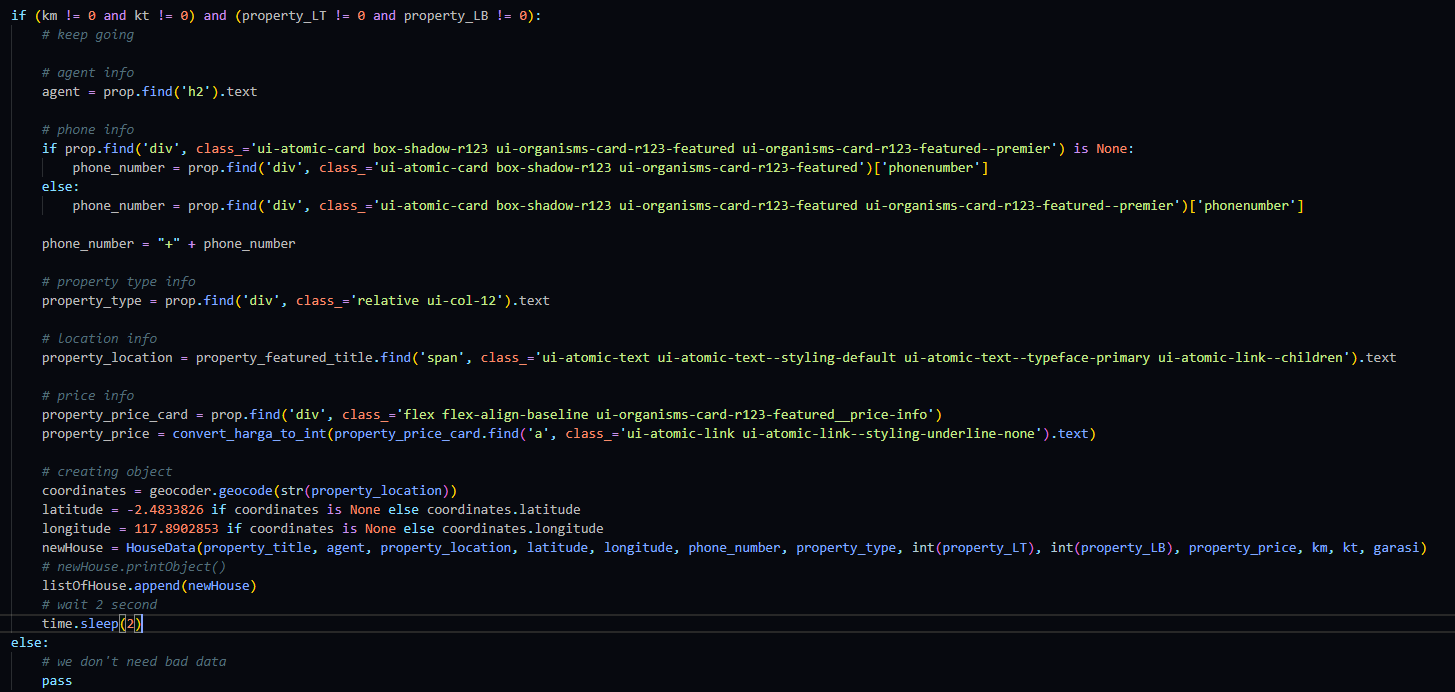 if (km != 0 and kt != 0) and (property_LT != 0 and property_LB != 0):
    # keep going

    # agent info
    agent = prop.find('h2').text

    # phone info
    if prop.find('div', class_='ui-atomic-card box-shadow-r123 ui-organisms-card-r123-featured ui-organisms-card-r123-featured--premier') is None:
        phone_number = prop.find('div', class_='ui-atomic-card box-shadow-r123 ui-organisms-card-r123-featured')['phonenumber']
    else:
        phone_number = prop.find('div', class_='ui-atomic-card box-shadow-r123 ui-organisms-card-r123-featured ui-organisms-card-r123-featured--premier')['phonenumber']

    phone_number = "+" + phone_number

    # property type info
    property_type = prop.find('div', class_='relative ui-col-12').text

    # location info
    property_location = property_featured_title.find('span', class_='ui-atomic-text ui-atomic-text--styling-default ui-atomic-text--typeface-primary ui-atomic-link--children').text

    # price info
    property_price_card = prop.find('div', class_='flex flex-align-baseline ui-organisms-card-r123-featured__price-info')
    property_price = convert_harga_to_int(property_price_card.find('a', class_='ui-atomic-link ui-atomic-link--styling-underline-none').text)

    # creating object
    coordinates = geocoder.geocode(str(property_location))
    latitude = -2.4833826 if coordinates is None else coordinates.latitude
    longitude = 117.8902853 if coordinates is None else coordinates.longitude
    newHouse = HouseData(property_title, agent, property_location, latitude, longitude, phone_number, property_type, int(property_LT), int(property_LB), property_price, km, kt, garasi)
    # newHouse.printObject()
    listOfHouse.append(newHouse)
    # wait 2 second
    time.sleep(2)
else:
    # we don't need bad data
    pass